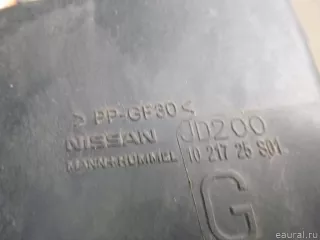 >PP-GF30<
NISSAN JD200
MANN+HUMMEL 10 217 25 S01
G
© eaural.ru